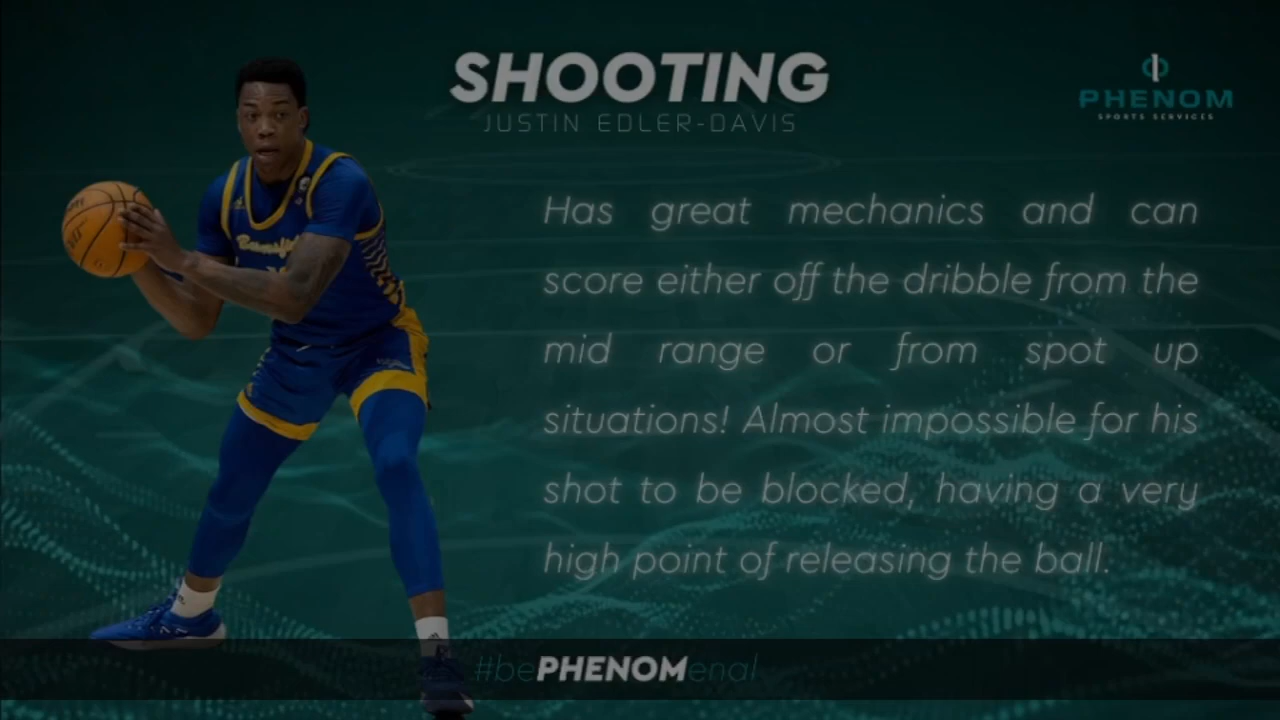 SHOOTING
JUSTIN EDLER-DAVIS
PHENOM
SPORTS SERVICES
Has great mechanics and can
score either off the dribble from the
mid range or from spot up
situations! Almost impossible for his
shot to be blocked, having a very
high point of releasing the ball.
#bePHENOMenal